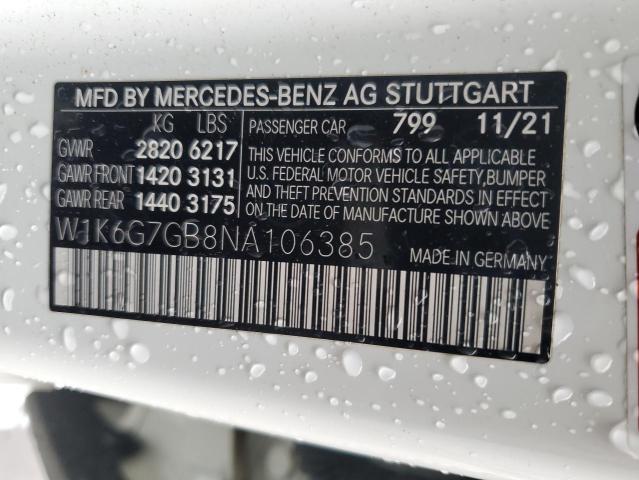 MFD BY MERCEDES-BENZ AG STUTTGART
KG LBS
GVWR 2820 6217
GAWR FRONT 1420 3131
GAWR REAR 1440 3175
PASSENGER CAR 799 11/21
THIS VEHICLE CONFORMS TO ALL APPLICABLE
U.S. FEDERAL MOTOR VEHICLE SAFETY, BUMPER
AND THEFT PREVENTION STANDARDS IN EFFECT
ON THE DATE OF MANUFACTURE SHOWN ABOVE.
W1K6G7GB8NA106385
MADE IN GERMANY